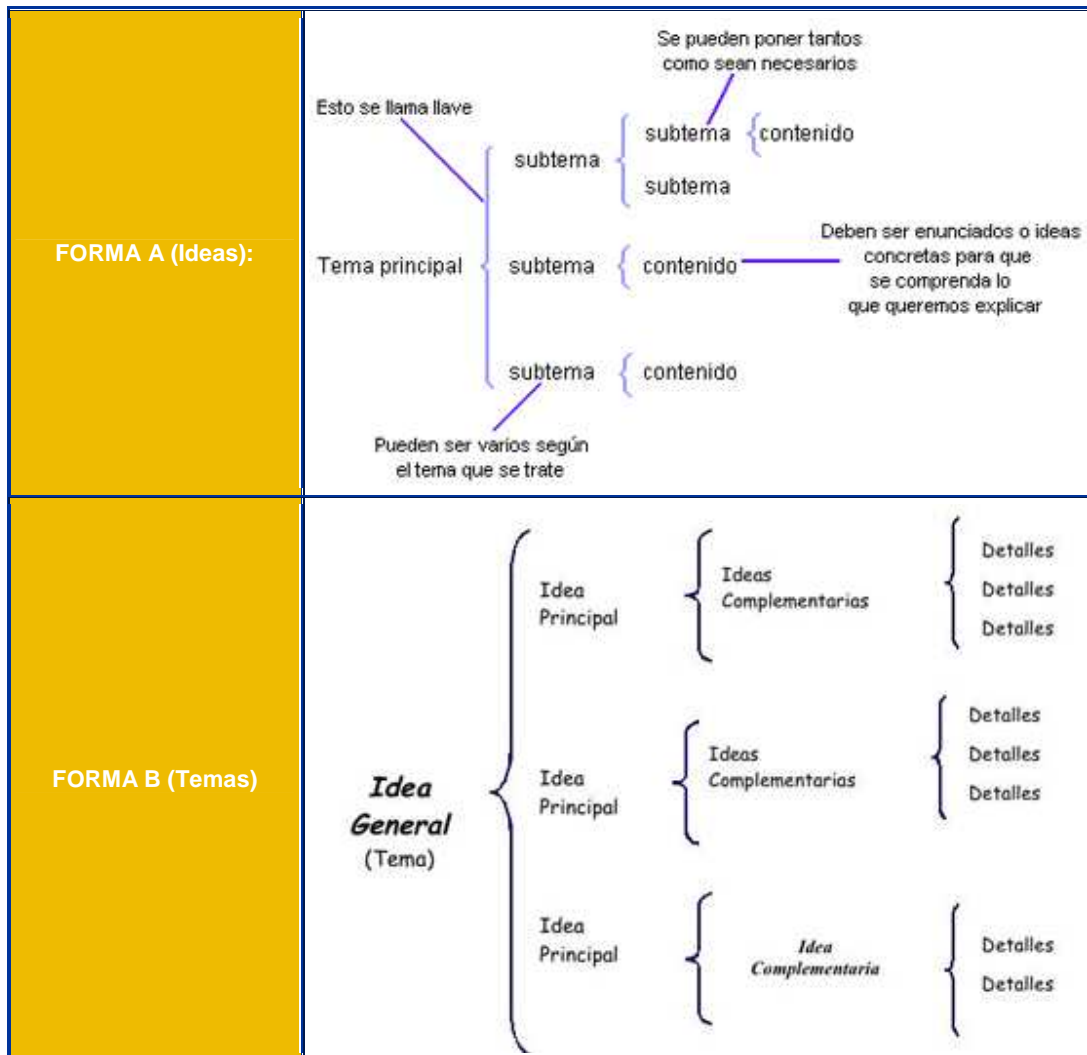 FORMA A (Ideas):
Se pueden poner tantos
como sean necesarios
Esto se llama llave
subtema
contenido
subtema
subtema
Tema principal
subtema
contenido
Deben ser enunciados o ideas
concretas para que
se comprenda lo
que queremos explicar
subtema
contenido
Pueden ser varios según
el tema que se trate
FORMA B (Temas)
Idea
General
(Tema)
Idea
Principal
Ideas
Complementarias
Detalles
Detalles
Detalles
Idea
Principal
Ideas
Complementarias
Detalles
Detalles
Detalles
Idea
Principal
Idea
Complementaria
Detalles
Detalles